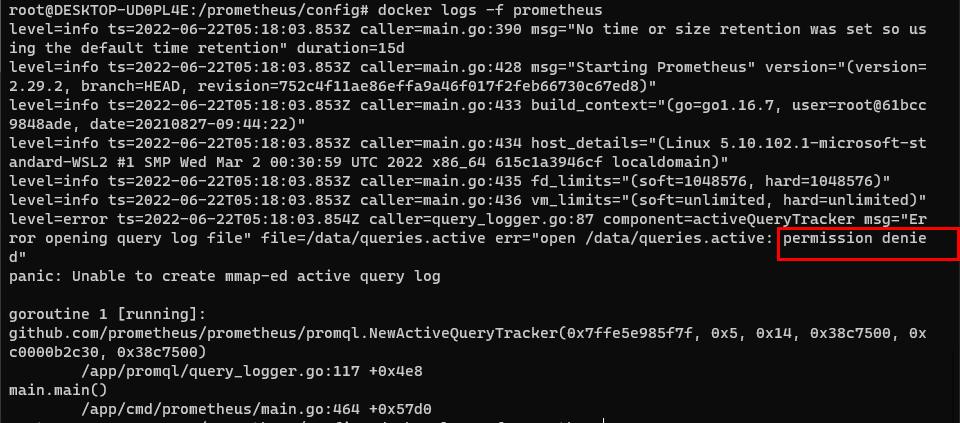 root@DESKTOP-UD0PL4E:/prometheus/config# docker logs -f prometheus
level=info ts=2022-06-22T05:18:03.853Z caller=main.go:390 msg="No time or size retention was set so us
ing the default time retention" duration=15d
level=info ts=2022-06-22T05:18:03.853Z caller=main.go:428 msg="Starting Prometheus" version="(version=
2.29.2, branch=HEAD, revision=752c4f11ae86effa9a46f017f2feb66730c67ed8)"
level=info ts=2022-06-22T05:18:03.853Z caller=main.go:433 build_context="(go=go1.16.7, user=root@61bcc
9848ade, date=20210827-09:44:22)"
level=info ts=2022-06-22T05:18:03.853Z caller=main.go:434 host_details="(Linux 5.10.102.1-microsoft-st
andard-WSL2 #1 SMP Wed Mar 2 00:30:59 UTC 2022 x86_64 615c1a3946cf localdomain)"
level=info ts=2022-06-22T05:18:03.853Z caller=main.go:435 fd_limits="(soft=1048576, hard=1048576)"
level=info ts=2022-06-22T05:18:03.853Z caller=main.go:436 vm_limits="(soft=unlimited, hard=unlimited)"
level=error ts=2022-06-22T05:18:03.854Z caller=query_logger.go:87 component=activeQueryTracker msg="Er
ror opening query log file" file=/data/queries.active err="open /data/queries.active: permission denie
d"
panic: Unable to create mmap-ed active query log
goroutine 1 [running]:
github.com/prometheus/prometheus/promql.NewActiveQueryTracker(0x7ffe5e985f7f, 0x5, 0x14, 0x38c7500, 0x
c0000b2c30, 0x38c7500)
/app/promql/query_logger.go:117 +0x4e8
main.main()
/app/cmd/prometheus/main.go:464 +0x57d0